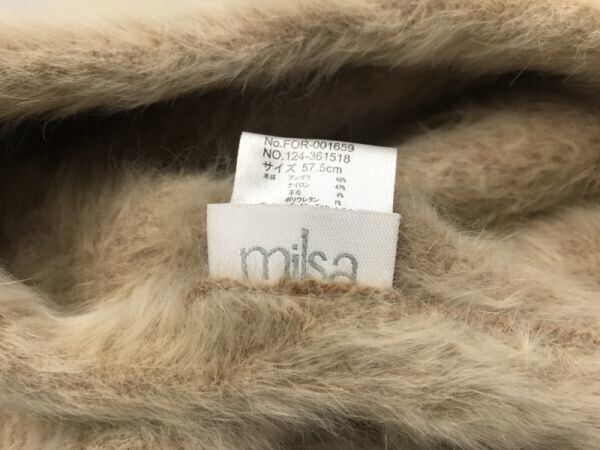 No.FOR-001659
NO.124-361518
サイズ 57.5cm
本体 アンゴラ 48%
ナイロン 47%
羊毛 4%
ポリウレタン 1%
milsa